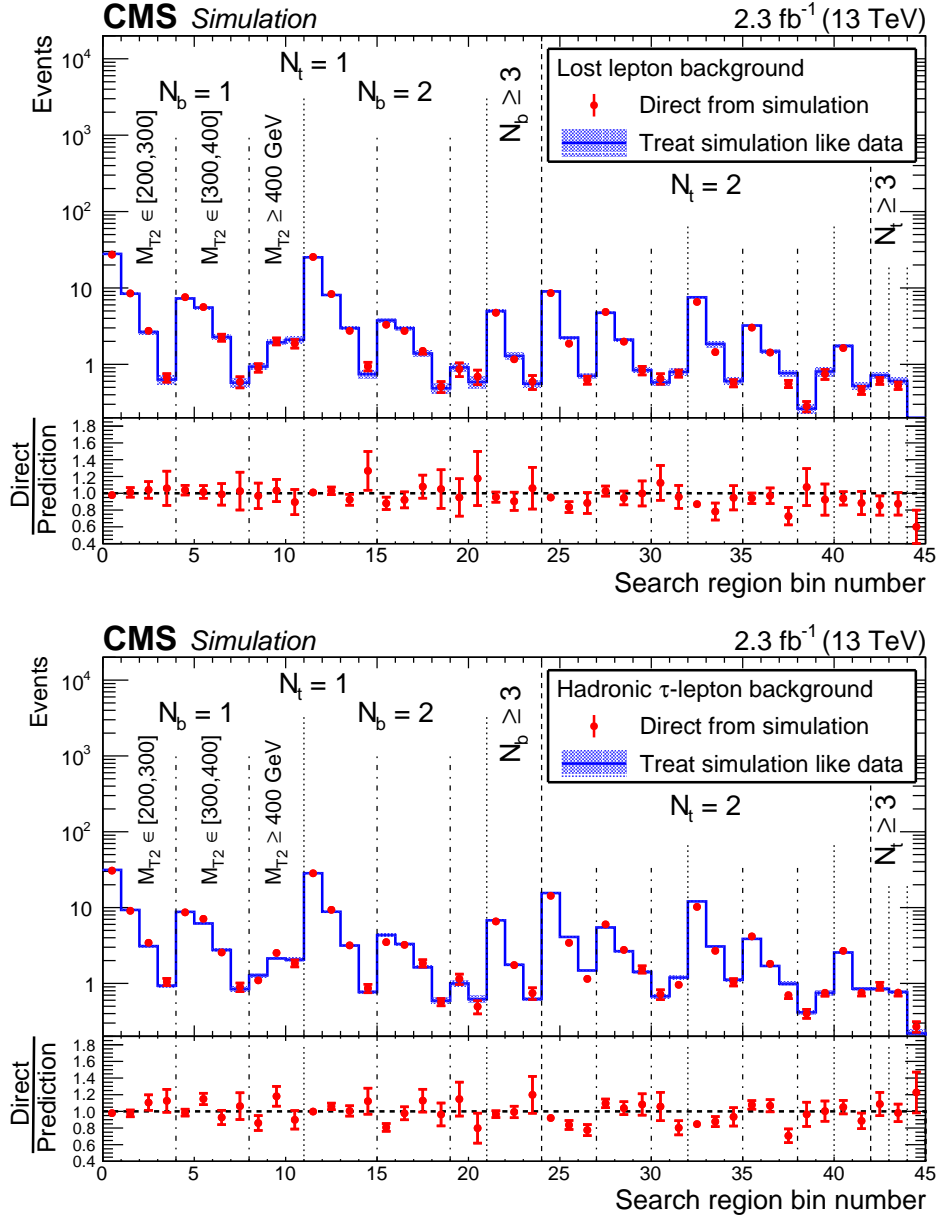 CMS Simulation 2.3 fb⁻¹ (13 TeV)
Events
10⁴
10³
10²
10
1
N_t = 1
N_b = 1
N_b = 2
N_b ≥ 3
M_T2 ∈ [200,300]
M_T2 ∈ [300,400]
M_T2 ≥ 400 GeV
Lost lepton background
Direct from simulation
Treat simulation like data
N_t = 2
N_t ≥ 3
Direct
Prediction
1.8
1.6
1.4
1.2
1.0
0.8
0.6
0.4
0 5 10 15 20 25 30 35 40 45
Search region bin number
CMS Simulation 2.3 fb⁻¹ (13 TeV)
Events
10⁴
10³
10²
10
1
N_t = 1
N_b = 1
N_b = 2
N_b ≥ 3
M_T2 ∈ [200,300]
M_T2 ∈ [300,400]
M_T2 ≥ 400 GeV
Hadronic τ-lepton background
Direct from simulation
Treat simulation like data
N_t = 2
N_t ≥ 3
Direct
Prediction
1.8
1.6
1.4
1.2
1.0
0.8
0.6
0.4
0 5 10 15 20 25 30 35 40 45
Search region bin number